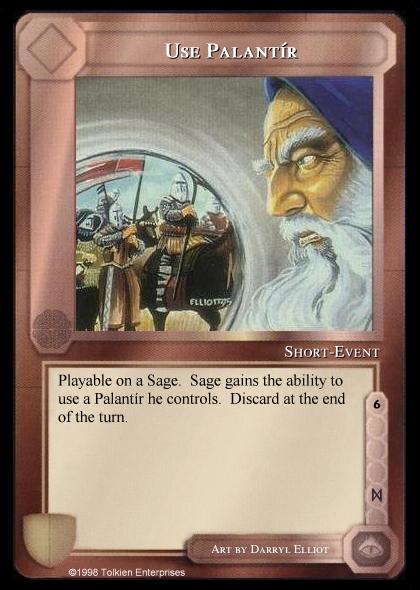 USE PALANTÍR
ELLIOTT95
SHORT-EVENT
Playable on a Sage. Sage gains the ability to
use a Palantír he controls. Discard at the end
of the turn.
6
ᛞ
ART BY DARRYL ELLIOT
©1998 Tolkien Enterprises